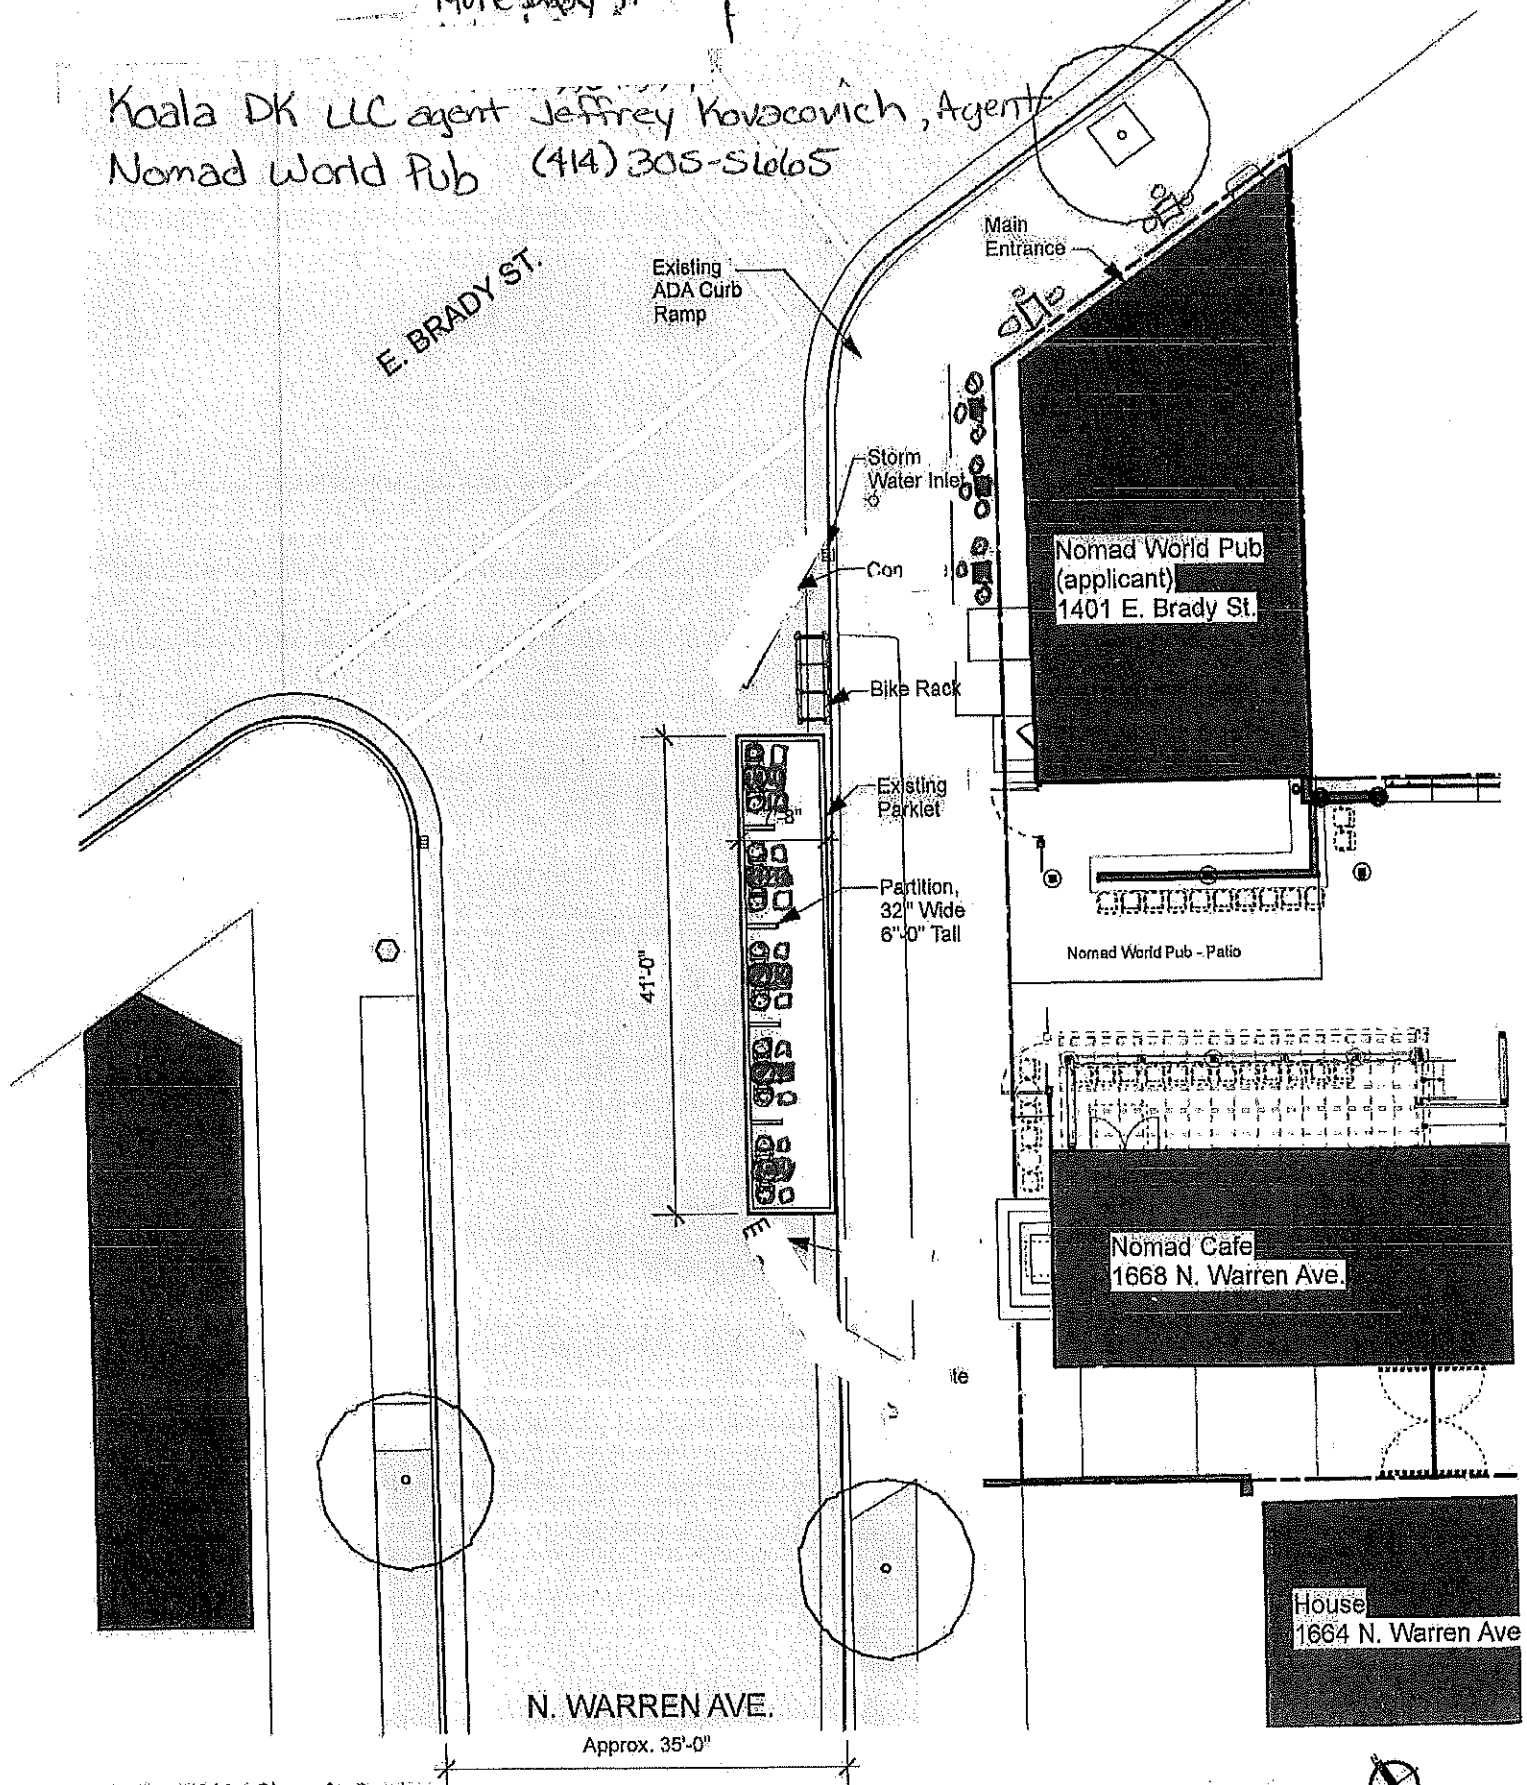 Koala DK LLC agent Jeffrey Kovacovich, Agent
Nomad World Pub (414) 305-5665
E. BRADY ST.
Existing
ADA Curb
Ramp
Main
Entrance
Storm
Water Inlet
Con
Bike Rack
Nomad World Pub
(applicant)
1401 E. Brady St.
Existing
Parklet
Partition,
32" Wide
6"-0" Tall
41'-0"
Nomad World Pub - Patio
Nomad Cafe
1668 N. Warren Ave.
te
House
1664 N. Warren Ave
N. WARREN AVE.
Approx. 35'-0"